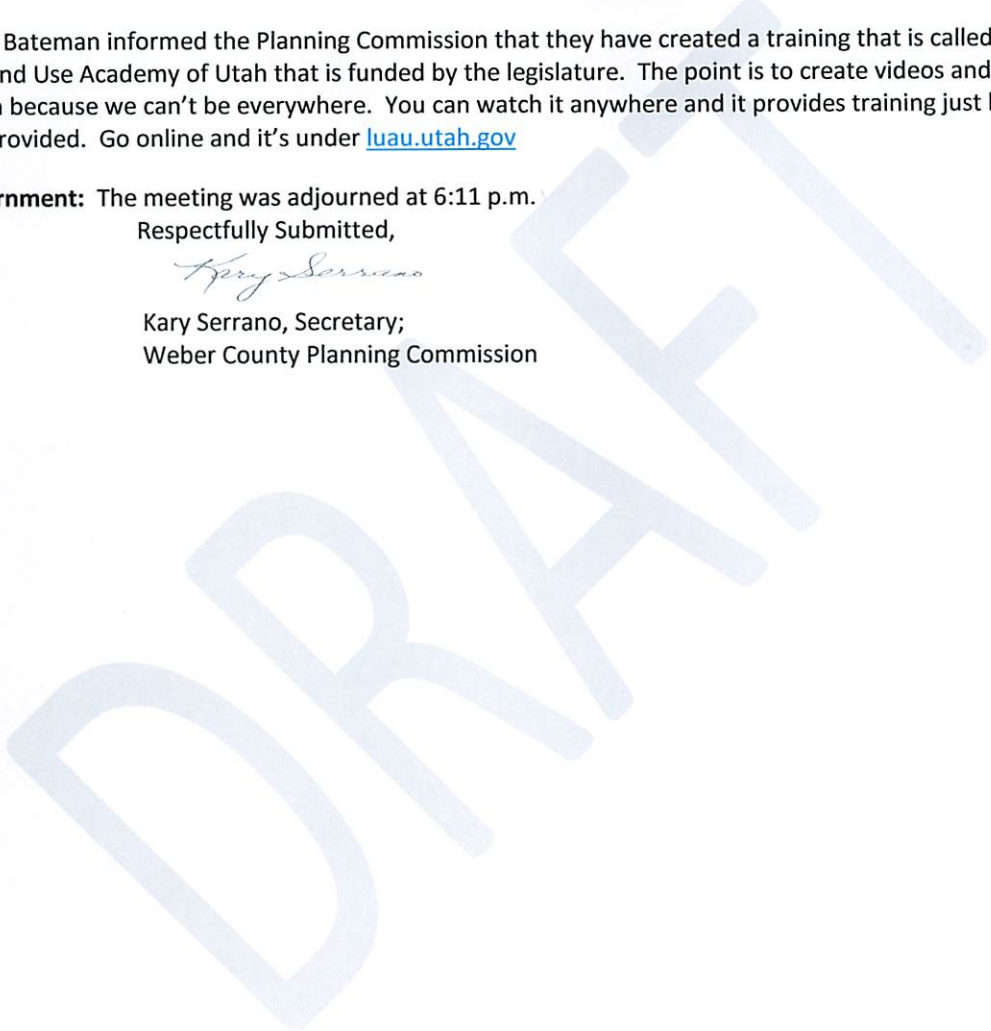 Bateman informed the Planning Commission that they have created a training that is called
nd Use Academy of Utah that is funded by the legislature. The point is to create videos and
because we can't be everywhere. You can watch it anywhere and it provides training just
rovided. Go online and it's under luau.utah.gov
rnment: The meeting was adjourned at 6:11 p.m.
Respectfully Submitted,
Kary Serrano
Kary Serrano, Secretary;
Weber County Planning Commission
DRAFT